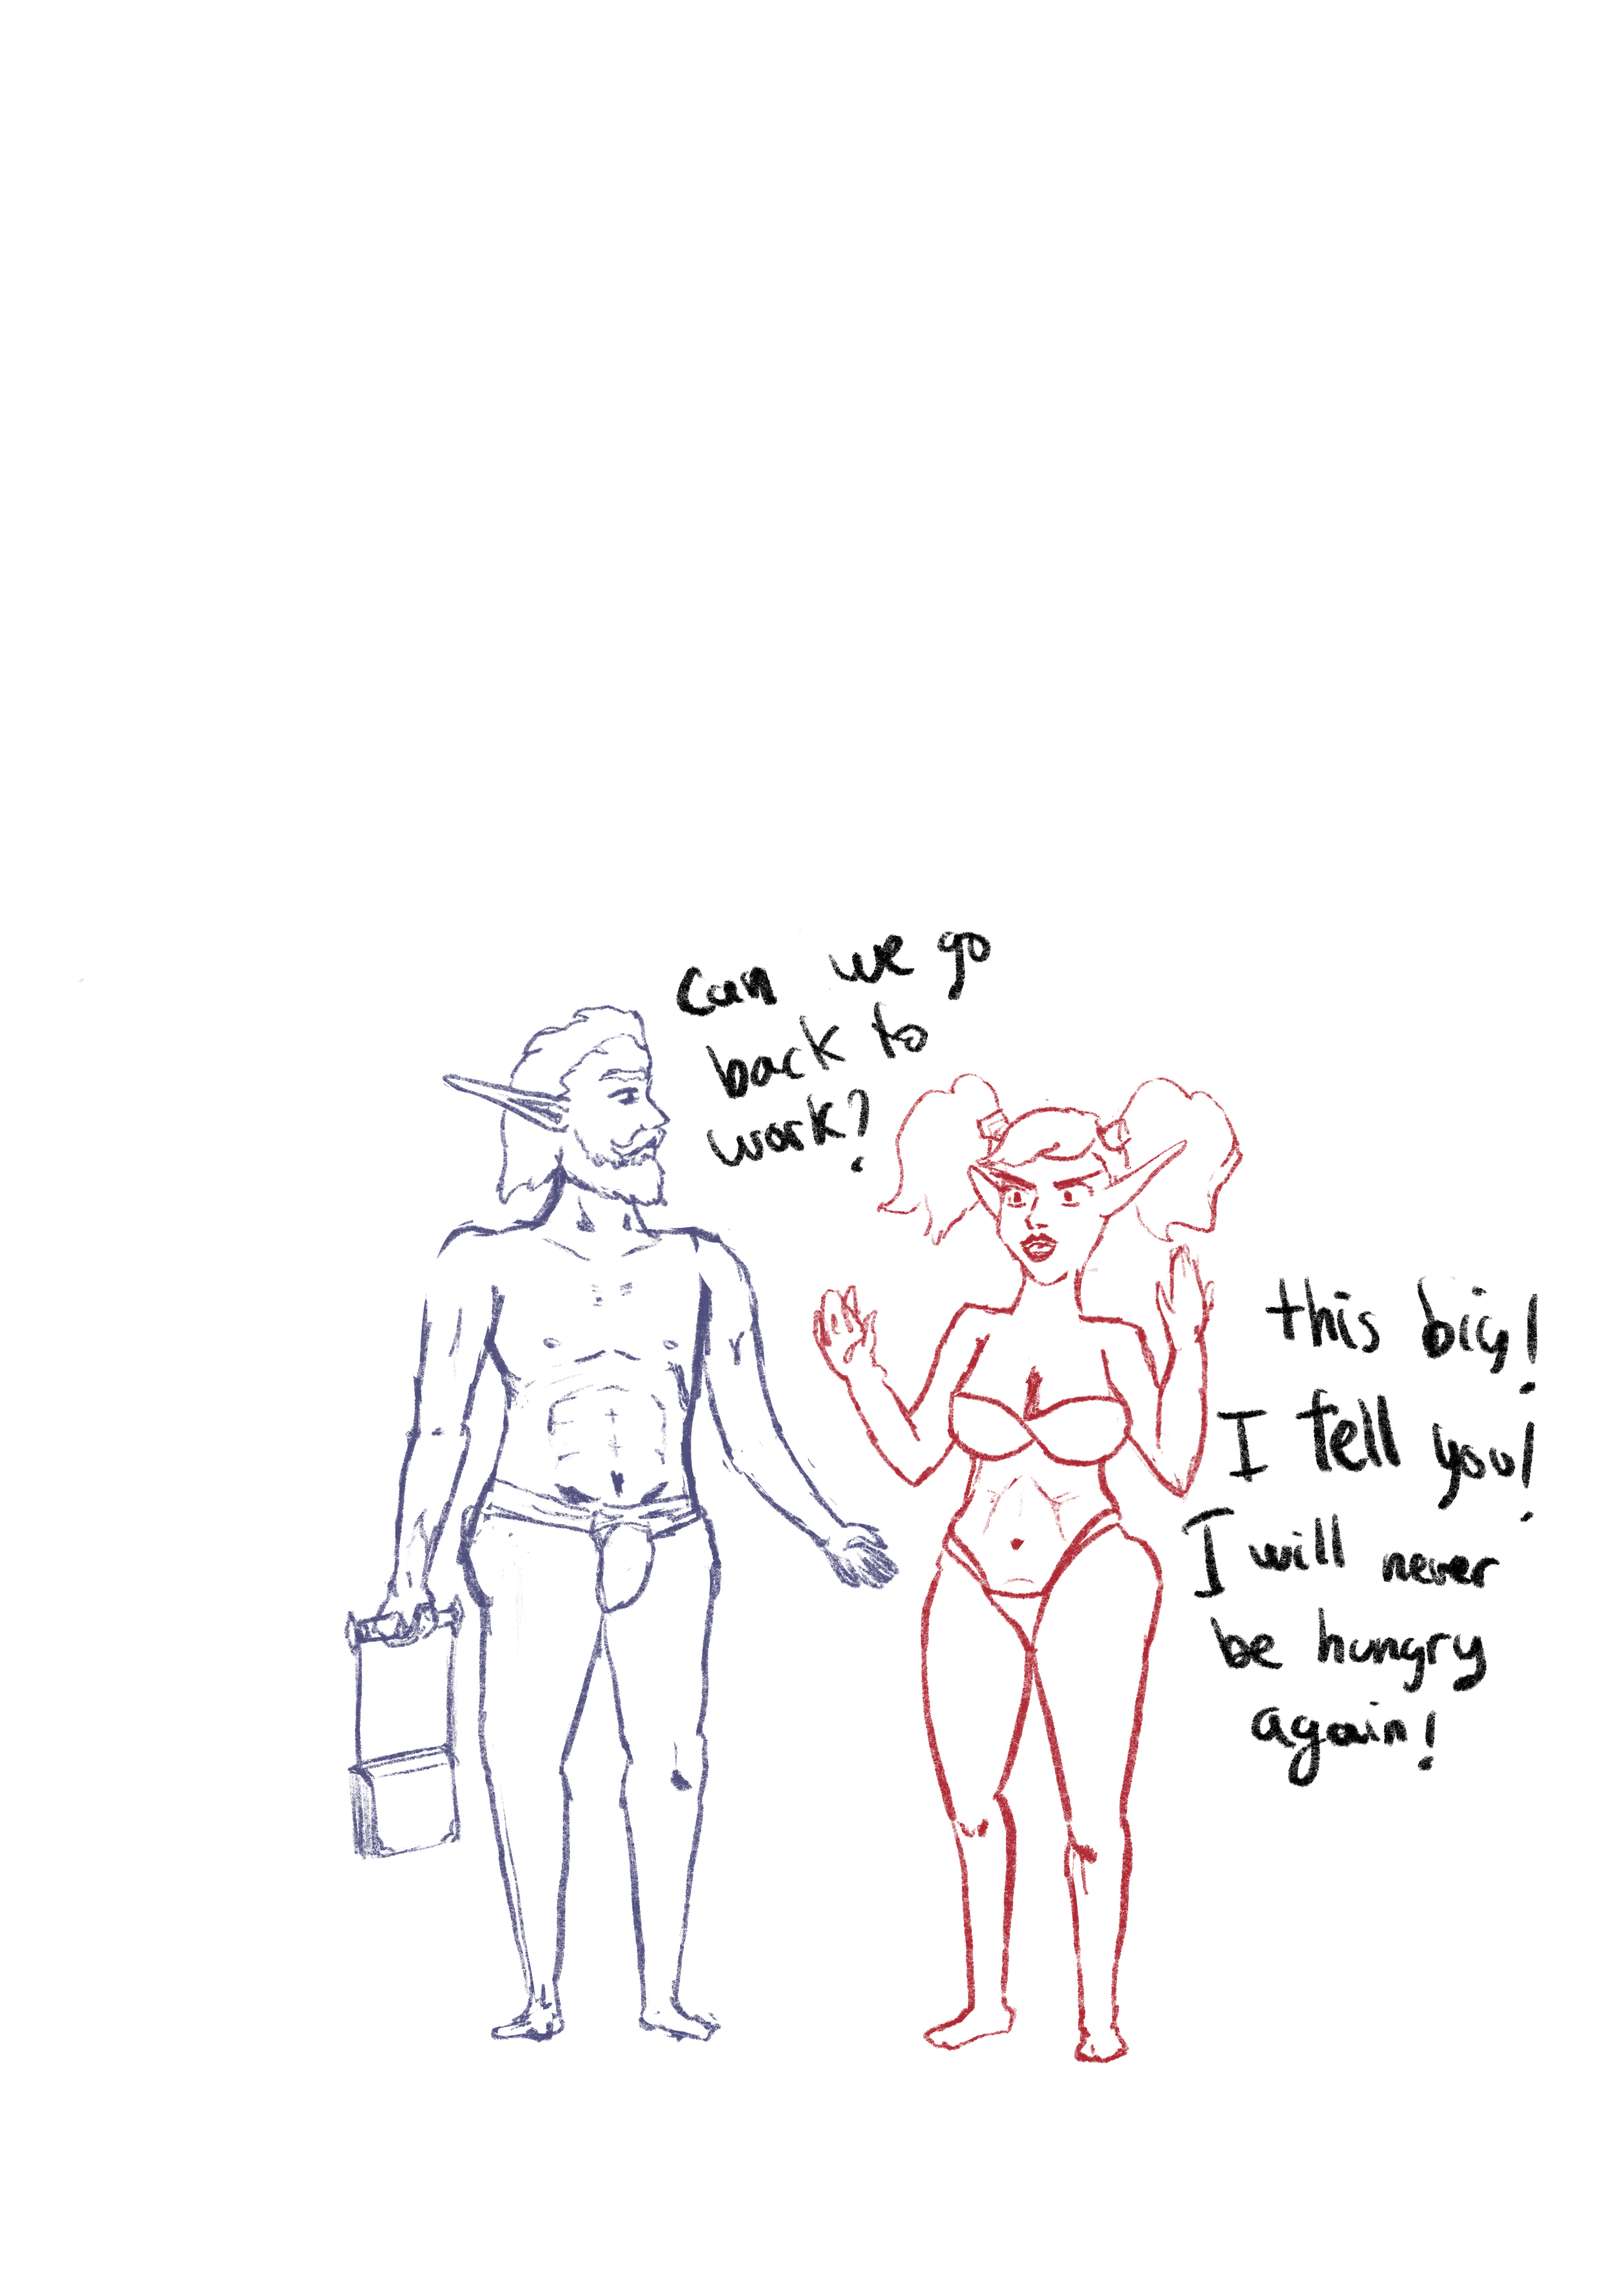 Can we go
back to
work?
this big!
I tell you!
I will never
be hungry
again!